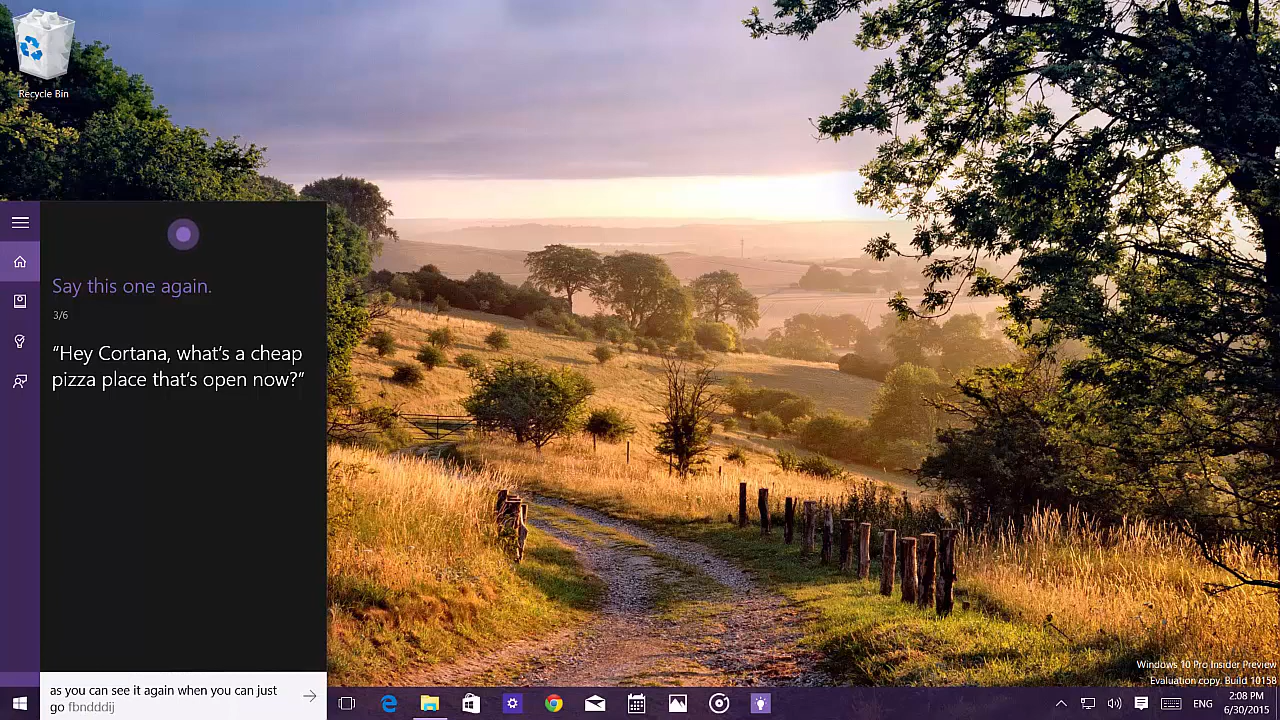 Recycle Bin
Say this one again.
3/6
“Hey Cortana, what’s a cheap
pizza place that’s open now?”
as you can see it again when you can just
go fbndddij
Windows 10 Pro Insider Preview
Evaluation copy. Build 10158
ENG
2:08 PM
6/30/2015